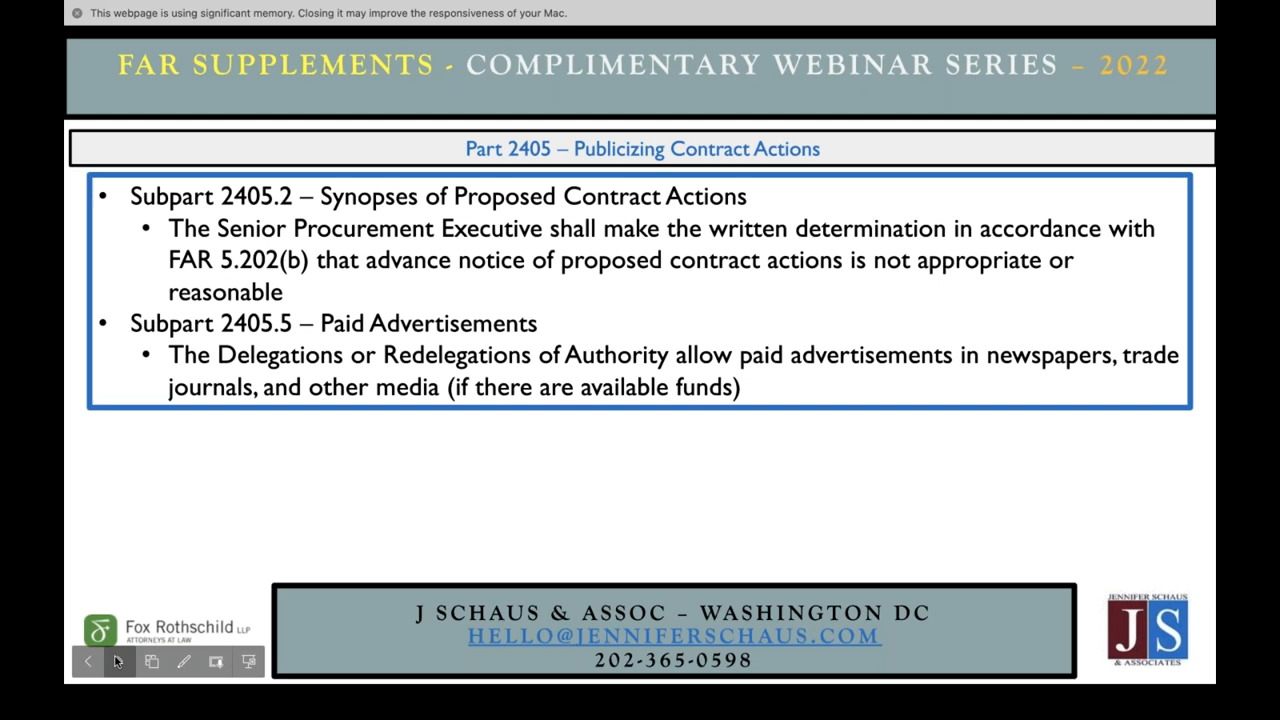 This webpage is using significant memory. Closing it may improve the responsiveness of your Mac.
FAR SUPPLEMENTS - COMPLIMENTARY WEBINAR SERIES – 2022
Part 2405 – Publicizing Contract Actions
• Subpart 2405.2 – Synopses of Proposed Contract Actions
• The Senior Procurement Executive shall make the written determination in accordance with
FAR 5.202(b) that advance notice of proposed contract actions is not appropriate or
reasonable
• Subpart 2405.5 – Paid Advertisements
• The Delegations or Redelegations of Authority allow paid advertisements in newspapers, trade
journals, and other media (if there are available funds)
Fox Rothschild LLP
ATTORNEYS AT LAW
J SCHAUS & ASSOC – WASHINGTON DC
HELLO@JENNIFERSCHAUS.COM
202-365-0598
JENNIFER SCHAUS
JS
& ASSOCIATES